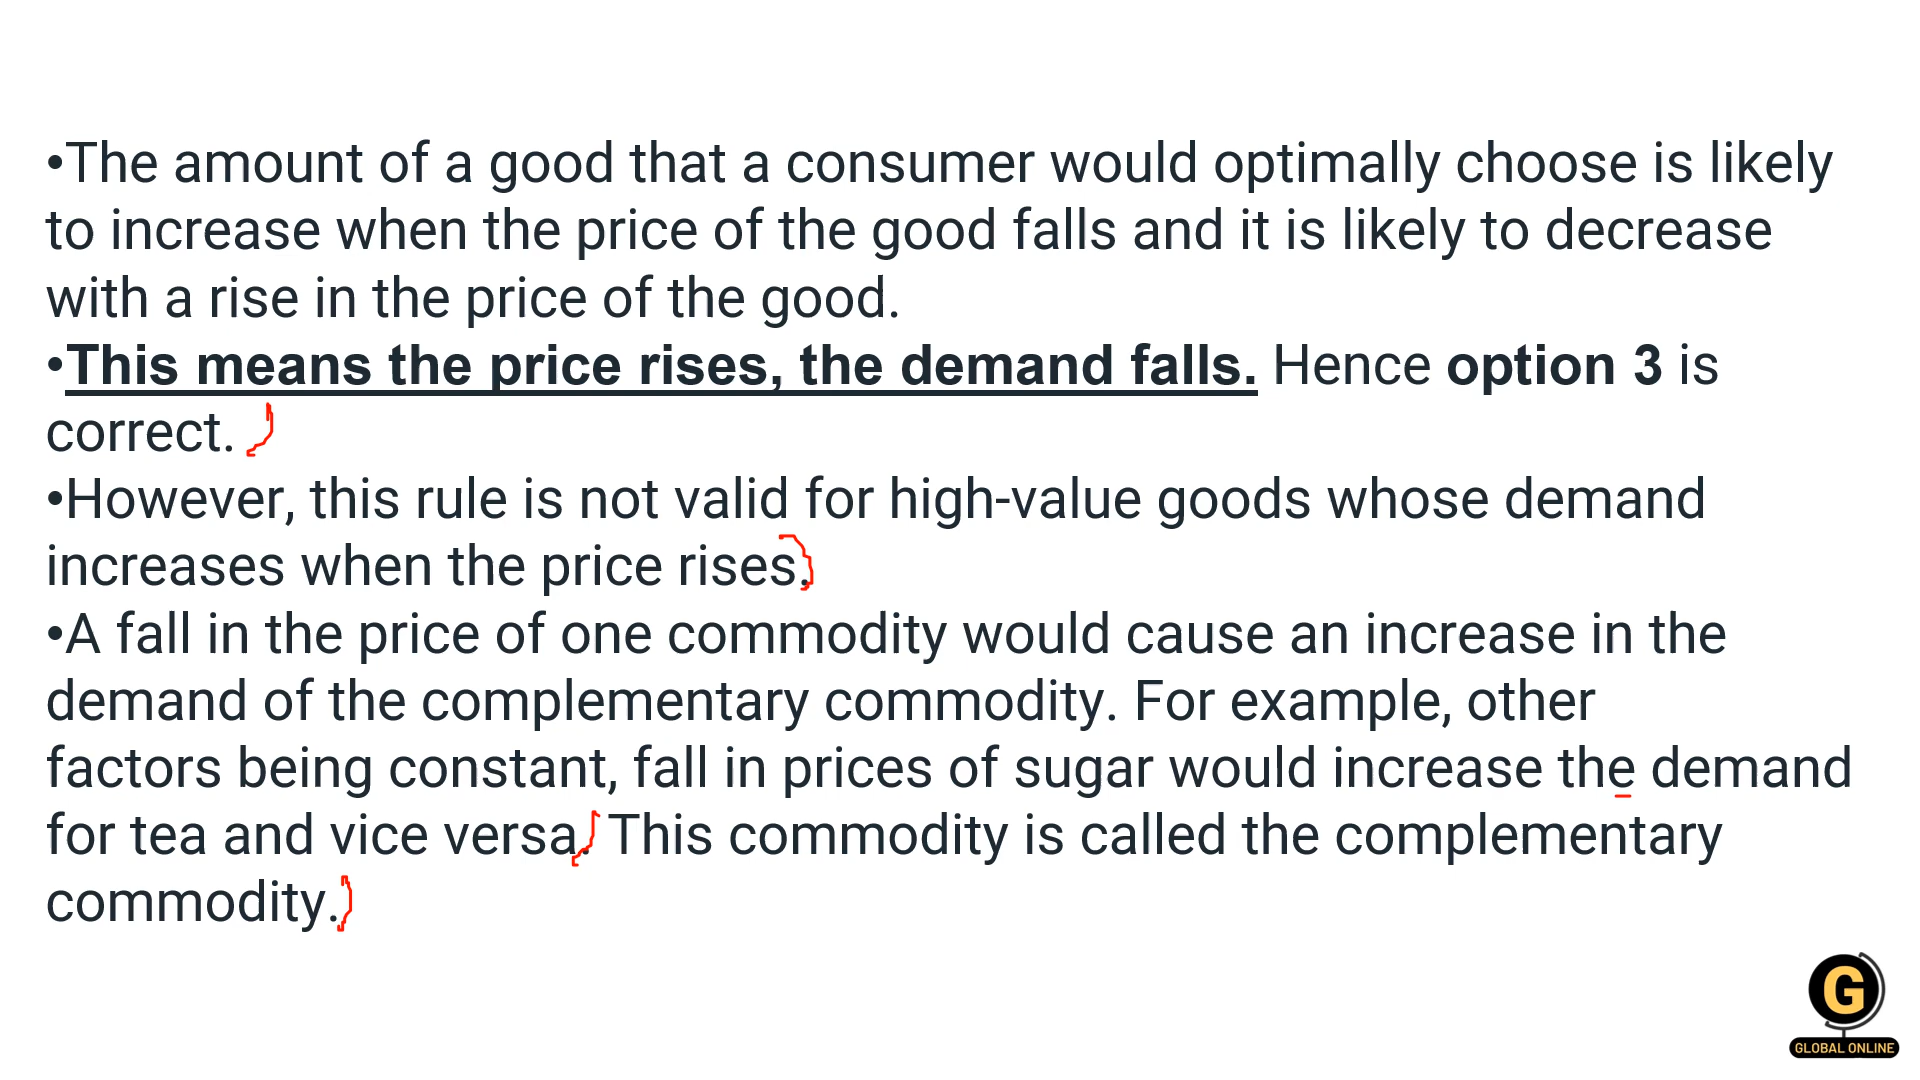 •The amount of a good that a consumer would optimally choose is likely
to increase when the price of the good falls and it is likely to decrease
with a rise in the price of the good.
•This means the price rises, the demand falls. Hence option 3 is
correct.
•However, this rule is not valid for high-value goods whose demand
increases when the price rises.
•A fall in the price of one commodity would cause an increase in the
demand of the complementary commodity. For example, other
factors being constant, fall in prices of sugar would increase the demand
for tea and vice versa. This commodity is called the complementary
commodity.
G
GLOBAL ONLINE